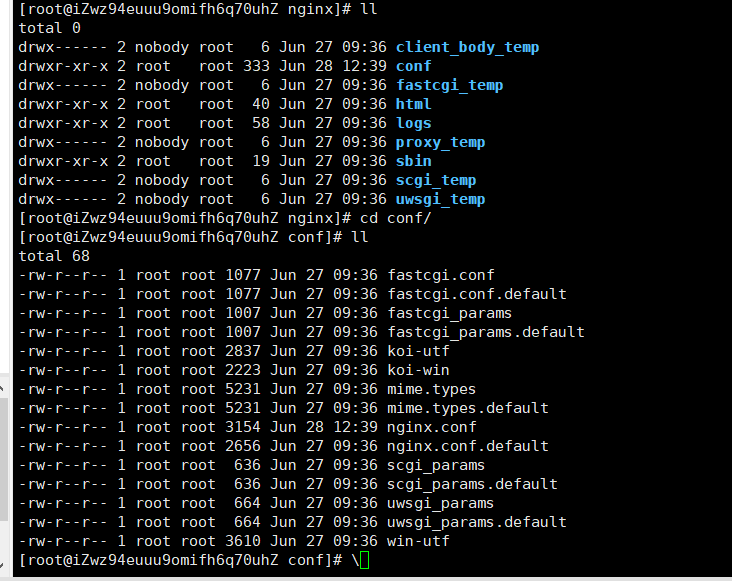 [root@iZwz94euuu9omifh6q70uhZ nginx]# ll
total 0
drwx------ 2 nobody root   6 Jun 27 09:36 client_body_temp
drwxr-xr-x 2 root   root 333 Jun 28 12:39 conf
drwx------ 2 nobody root   6 Jun 27 09:36 fastcgi_temp
drwxr-xr-x 2 root   root  40 Jun 27 09:36 html
drwxr-xr-x 2 root   root  58 Jun 27 09:36 logs
drwx------ 2 nobody root   6 Jun 27 09:36 proxy_temp
drwxr-xr-x 2 root   root  19 Jun 27 09:36 sbin
drwx------ 2 nobody root   6 Jun 27 09:36 scgi_temp
drwx------ 2 nobody root   6 Jun 27 09:36 uwsgi_temp
[root@iZwz94euuu9omifh6q70uhZ nginx]# cd conf/
[root@iZwz94euuu9omifh6q70uhZ conf]# ll
total 68
-rw-r--r-- 1 root root 1077 Jun 27 09:36 fastcgi.conf
-rw-r--r-- 1 root root 1077 Jun 27 09:36 fastcgi.conf.default
-rw-r--r-- 1 root root 1007 Jun 27 09:36 fastcgi_params
-rw-r--r-- 1 root root 1007 Jun 27 09:36 fastcgi_params.default
-rw-r--r-- 1 root root 2837 Jun 27 09:36 koi-utf
-rw-r--r-- 1 root root 2223 Jun 27 09:36 koi-win
-rw-r--r-- 1 root root 5231 Jun 27 09:36 mime.types
-rw-r--r-- 1 root root 5231 Jun 27 09:36 mime.types.default
-rw-r--r-- 1 root root 3154 Jun 28 12:39 nginx.conf
-rw-r--r-- 1 root root 2656 Jun 27 09:36 nginx.conf.default
-rw-r--r-- 1 root root  636 Jun 27 09:36 scgi_params
-rw-r--r-- 1 root root  636 Jun 27 09:36 scgi_params.default
-rw-r--r-- 1 root root  664 Jun 27 09:36 uwsgi_params
-rw-r--r-- 1 root root  664 Jun 27 09:36 uwsgi_params.default
-rw-r--r-- 1 root root 3610 Jun 27 09:36 win-utf
[root@iZwz94euuu9omifh6q70uhZ conf]# \